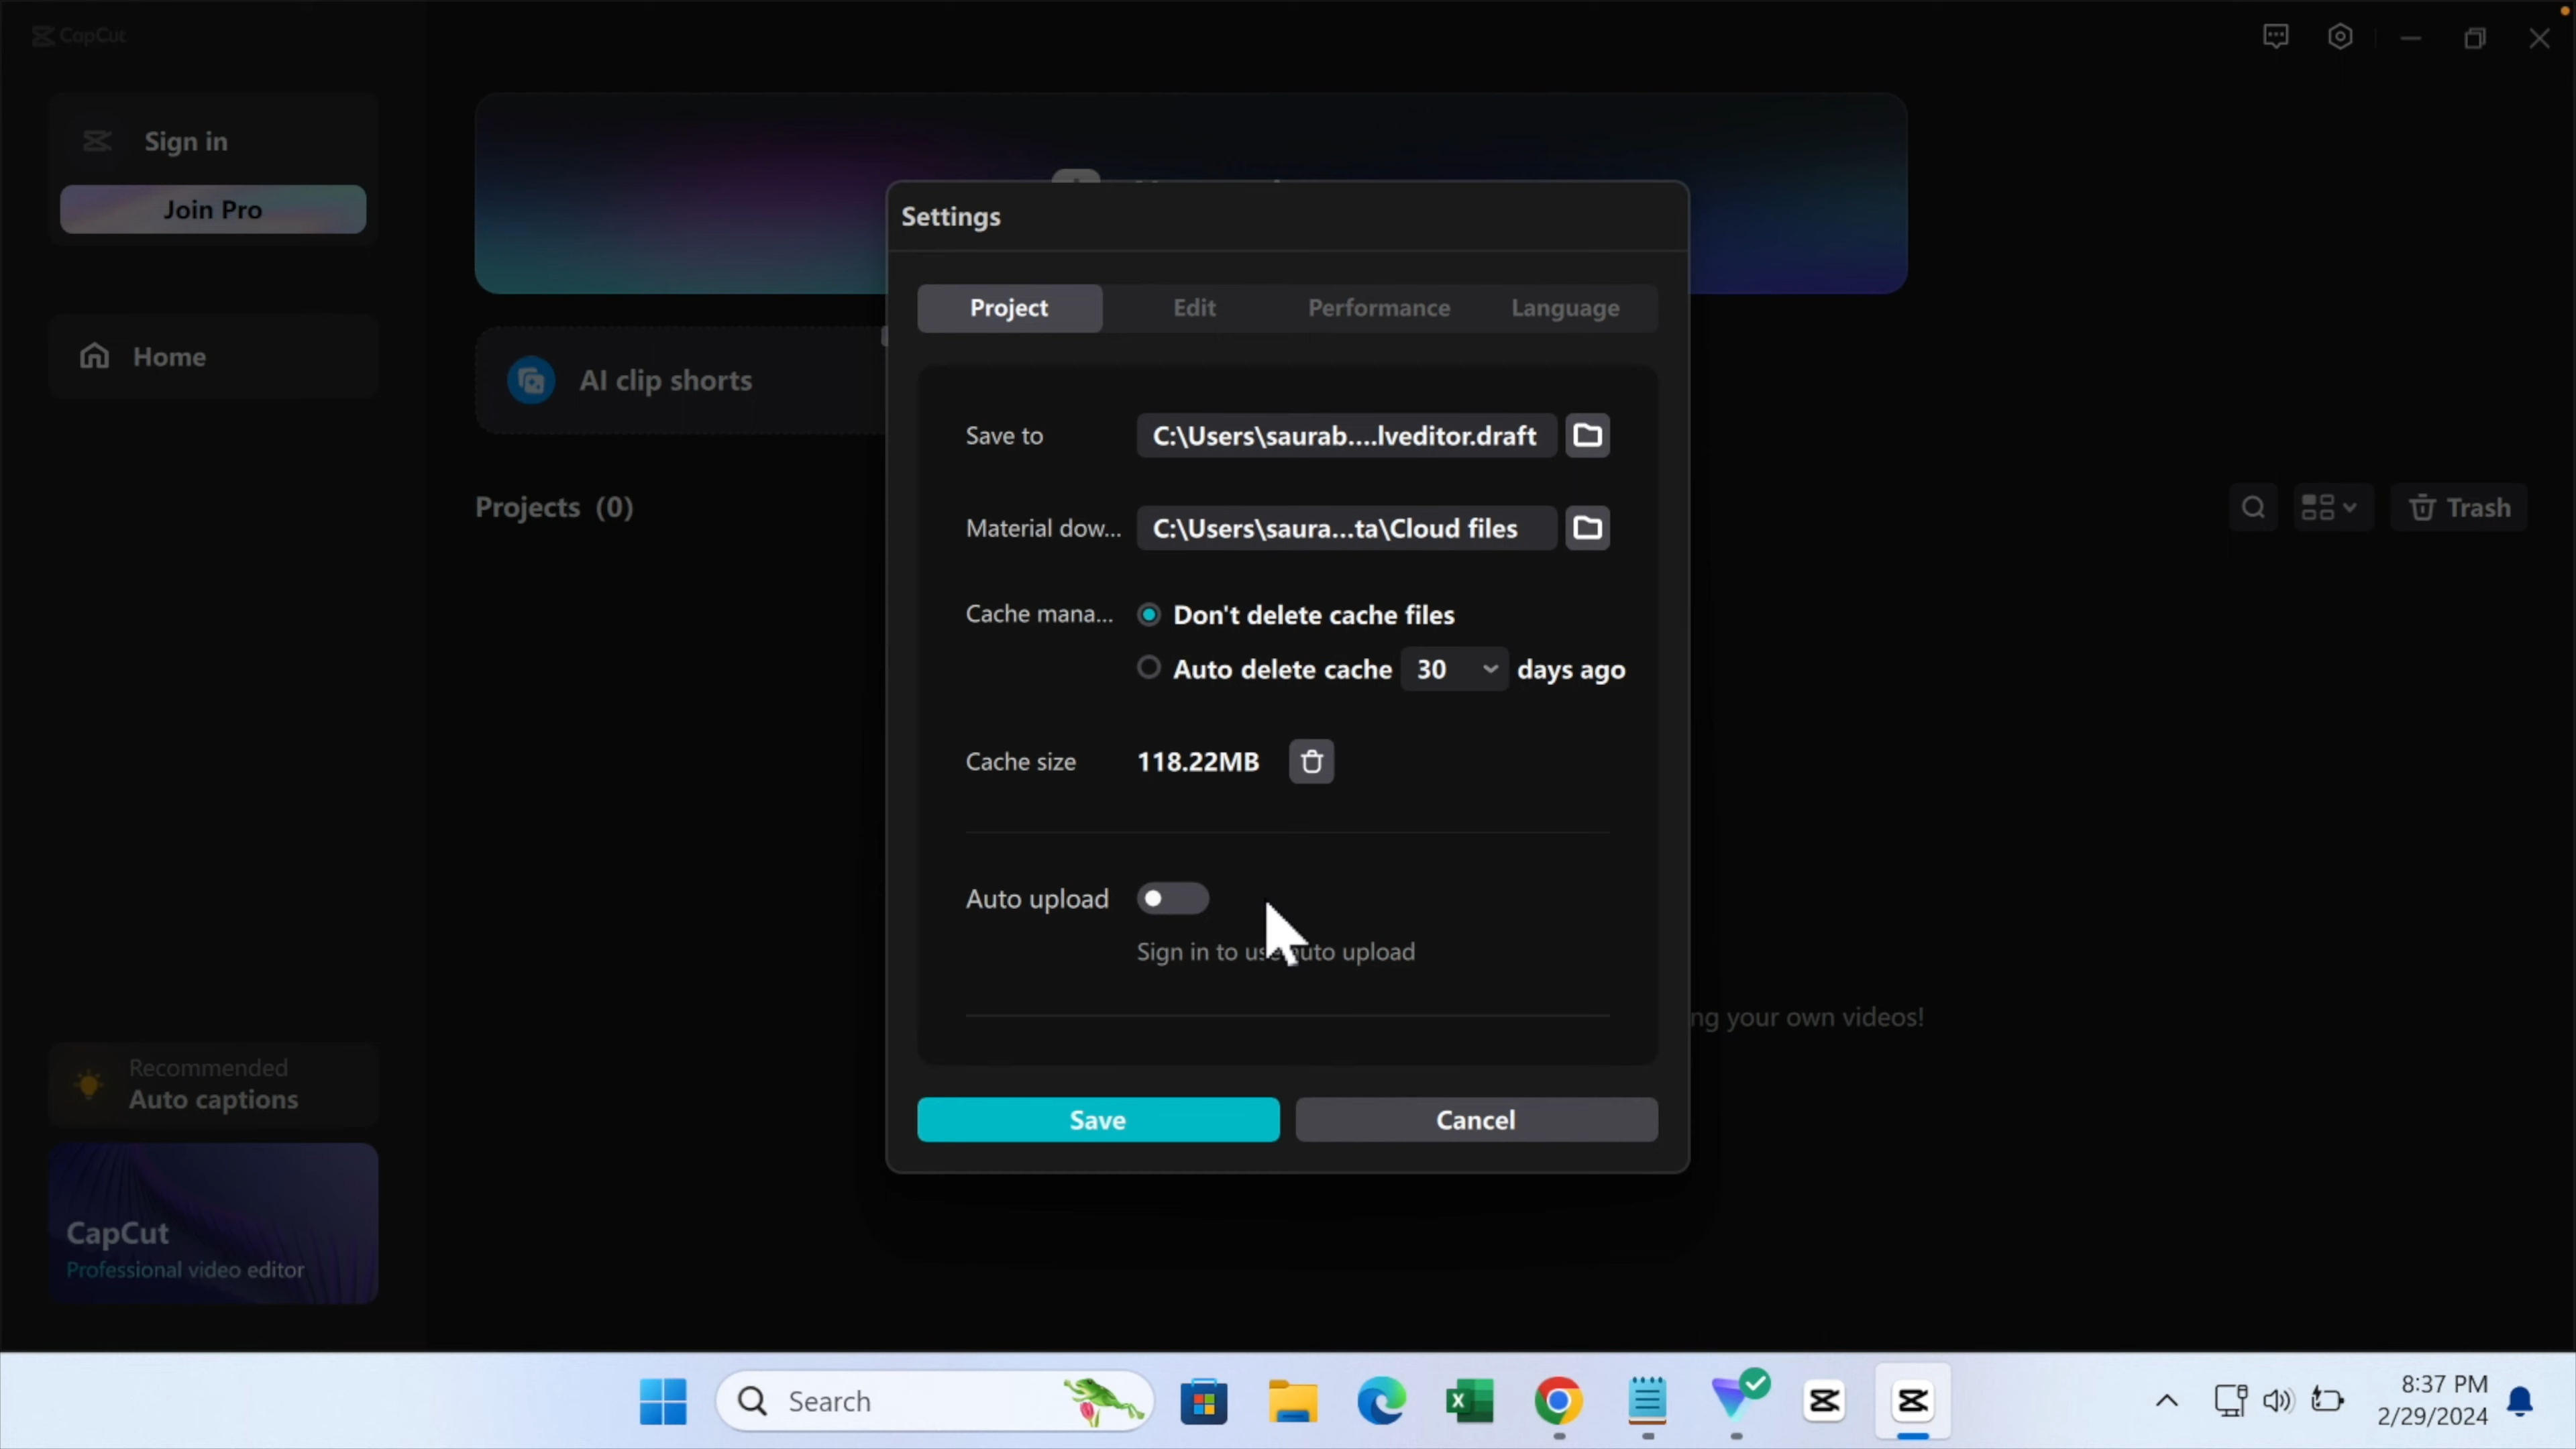 CapCut
Sign in
Join Pro
Home
AI clip shorts
Projects (0)
Trash
Settings
Project Edit Performance Language
Save to C:\Users\saurab....lveditor.draft
Material dow... C:\Users\saura...ta\Cloud files
Cache mana... Don't delete cache files
Auto delete cache 30 days ago
Cache size 118.22MB
Auto upload
Sign in to use auto upload
ng your own videos!
Save Cancel
Recommended
Auto captions
CapCut
Professional video editor
Search
8:37 PM
2/29/2024